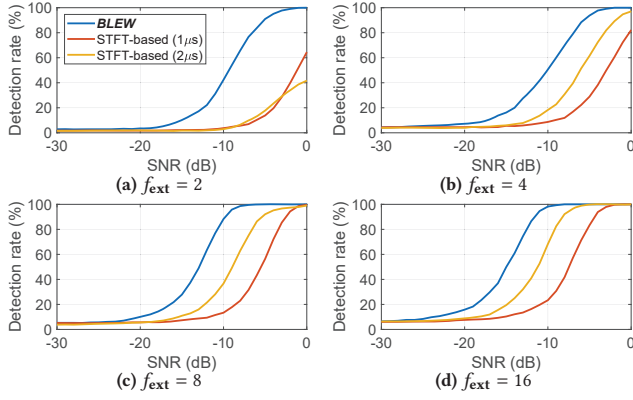 100
80
60
40
20
0
Detection rate (%)
BLEW
STFT-based (1μs)
STFT-based (2μs)
-30 -20 -10 0
SNR (dB)
(a) fext = 2
100
80
60
40
20
0
Detection rate (%)
-30 -20 -10 0
SNR (dB)
(b) fext = 4
100
80
60
40
20
0
Detection rate (%)
-30 -20 -10 0
SNR (dB)
(c) fext = 8
100
80
60
40
20
0
Detection rate (%)
-30 -20 -10 0
SNR (dB)
(d) fext = 16